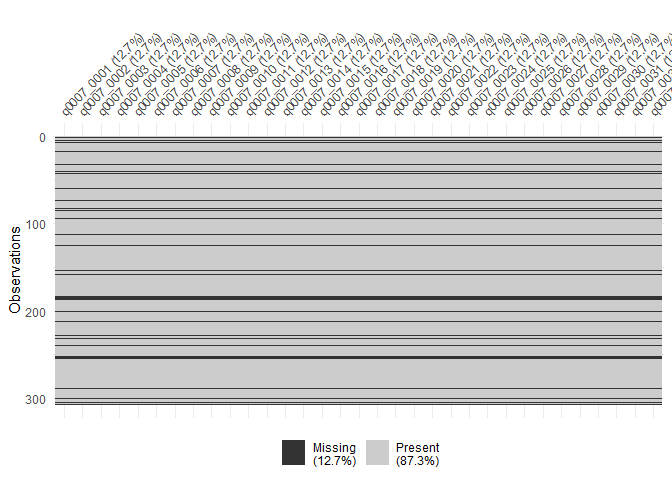 q0007_0001 (12.7%)
q0007_0002 (12.7%)
q0007_0003 (12.7%)
q0007_0004 (12.7%)
q0007_0005 (12.7%)
q0007_0006 (12.7%)
q0007_0007 (12.7%)
q0007_0008 (12.7%)
q0007_0009 (12.7%)
q0007_0010 (12.7%)
q0007_0011 (12.7%)
q0007_0012 (12.7%)
q0007_0013 (12.7%)
q0007_0014 (12.7%)
q0007_0015 (12.7%)
q0007_0016 (12.7%)
q0007_0017 (12.7%)
q0007_0018 (12.7%)
q0007_0019 (12.7%)
q0007_0020 (12.7%)
q0007_0021 (12.7%)
q0007_0022 (12.7%)
q0007_0023 (12.7%)
q0007_0024 (12.7%)
q0007_0025 (12.7%)
q0007_0026 (12.7%)
q0007_0027 (12.7%)
q0007_0028 (12.7%)
q0007_0029 (12.7%)
q0007_0030 (12.7%
q0007_0031
0
100
200
300
Observations
Missing
(12.7%)
Present
(87.3%)